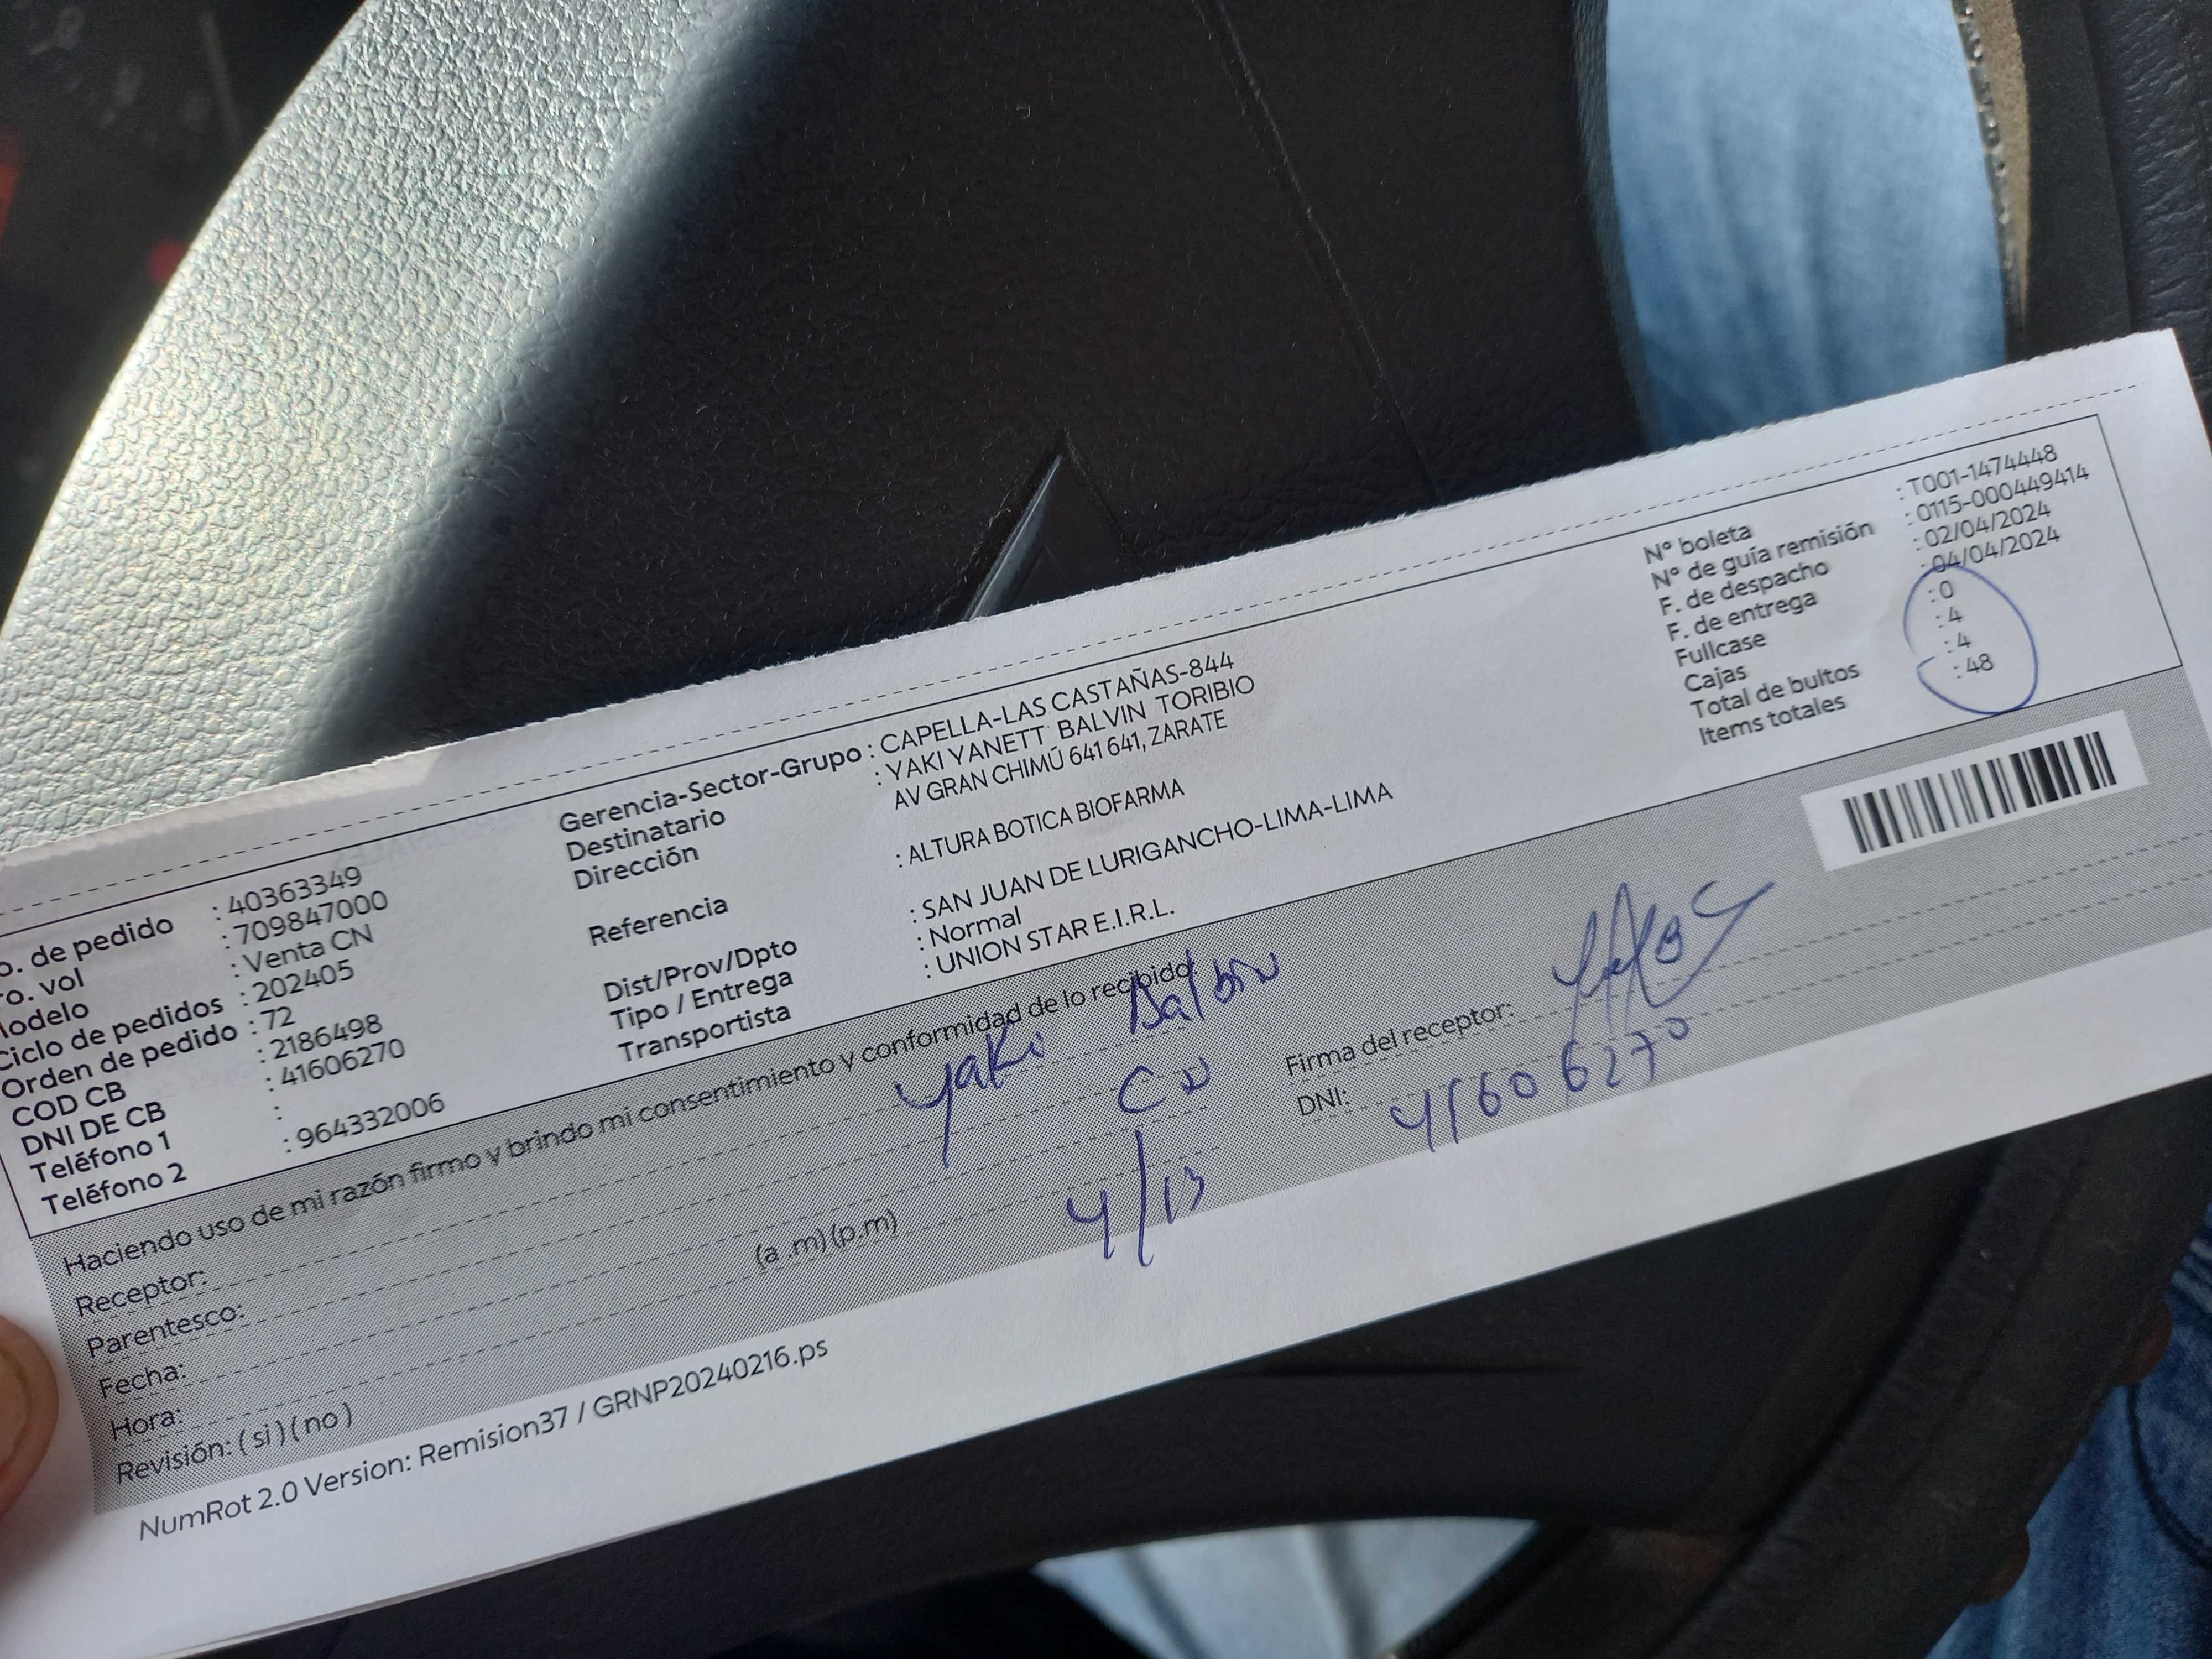 o. de pedido : 40363349
ro. vol : 709847000
Modelo : Venta CN
Ciclo de pedidos : 202405
Orden de pedido : 72
COD CB : 2186498
DNI DE CB : 41606270
Teléfono 1 :
Teléfono 2 : 964332006
Gerencia-Sector-Grupo : CAPELLA-LAS CASTAÑAS-844
Destinatario : YAKI YANETT BALVIN TORIBIO
Dirección AV GRAN CHIMÚ 641 641, ZARATE
Referencia : ALTURA BOTICA BIOFARMA
Dist/Prov/Dpto : SAN JUAN DE LURIGANCHO-LIMA-LIMA
Tipo / Entrega : Normal
Transportista : UNION STAR E.I.R.L.
N° boleta : T001-1474448
N° de guía remisión : 0115-000449414
F. de despacho : 02/04/2024
F. de entrega : 04/04/2024
Fullcase : 0
Cajas : 4
Total de bultos : 4
Items totales : 48
Haciendo uso de mi razón firmo y brindo mi consentimiento y conformidad de lo recibido:
Receptor: Yaki Balbin
Parentesco: CN
Fecha: 4/13
Hora: (a .m) (p.m)
Revisión: ( si ) ( no )
Firma del receptor:
DNI: 41606270
NumRot 2.0 Version: Remision37 / GRNP20240216.ps